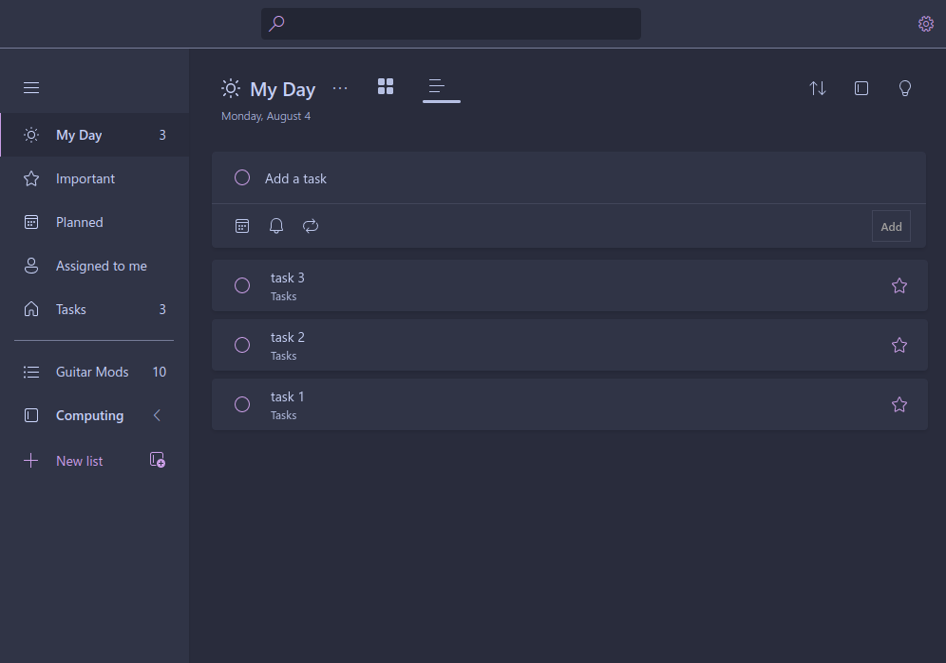 My Day 3
Important
Planned
Assigned to me
Tasks 3
Guitar Mods 10
Computing
New list
My Day
Monday, August 4
Add a task
Add
task 3
Tasks
task 2
Tasks
task 1
Tasks